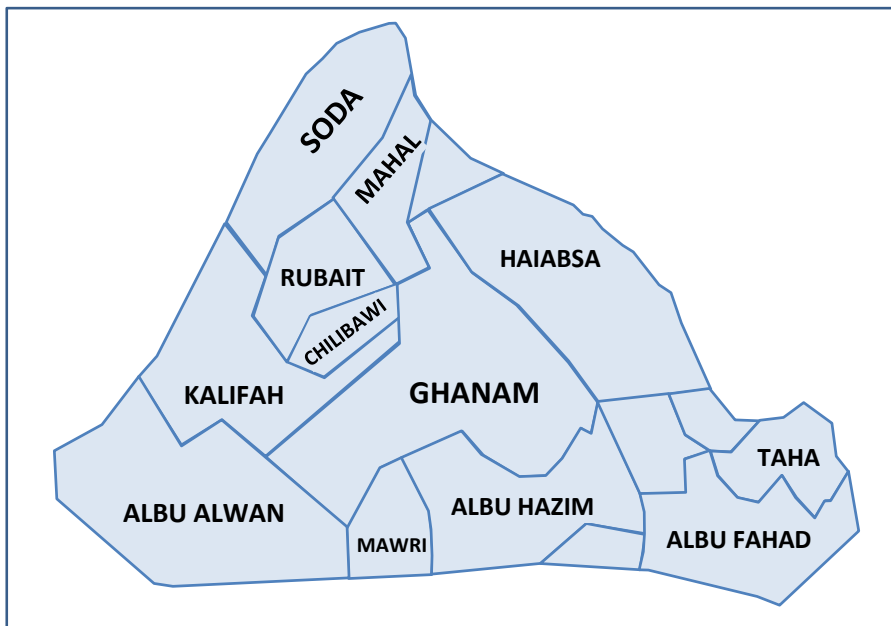 SODA
MAHAL
HAIABSA
RUBAIT
CHILIBAWI
KALIFAH
GHANAM
TAHA
ALBU ALWAN
ALBU HAZIM
MAWRI
ALBU FAHAD